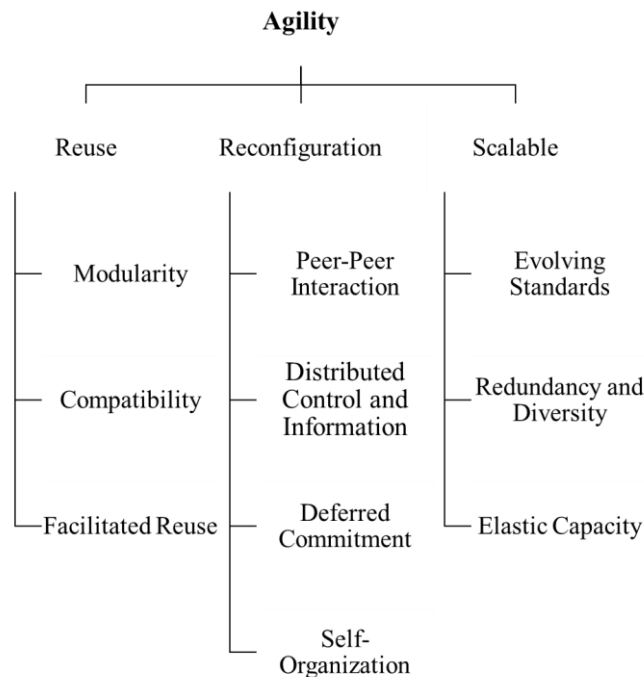 Agility
Reuse
Reconfiguration
Scalable
Modularity
Compatibility
Facilitated Reuse
Peer-Peer
Interaction
Distributed
Control and
Information
Deferred
Commitment
Self-
Organization
Evolving
Standards
Redundancy and
Diversity
Elastic Capacity